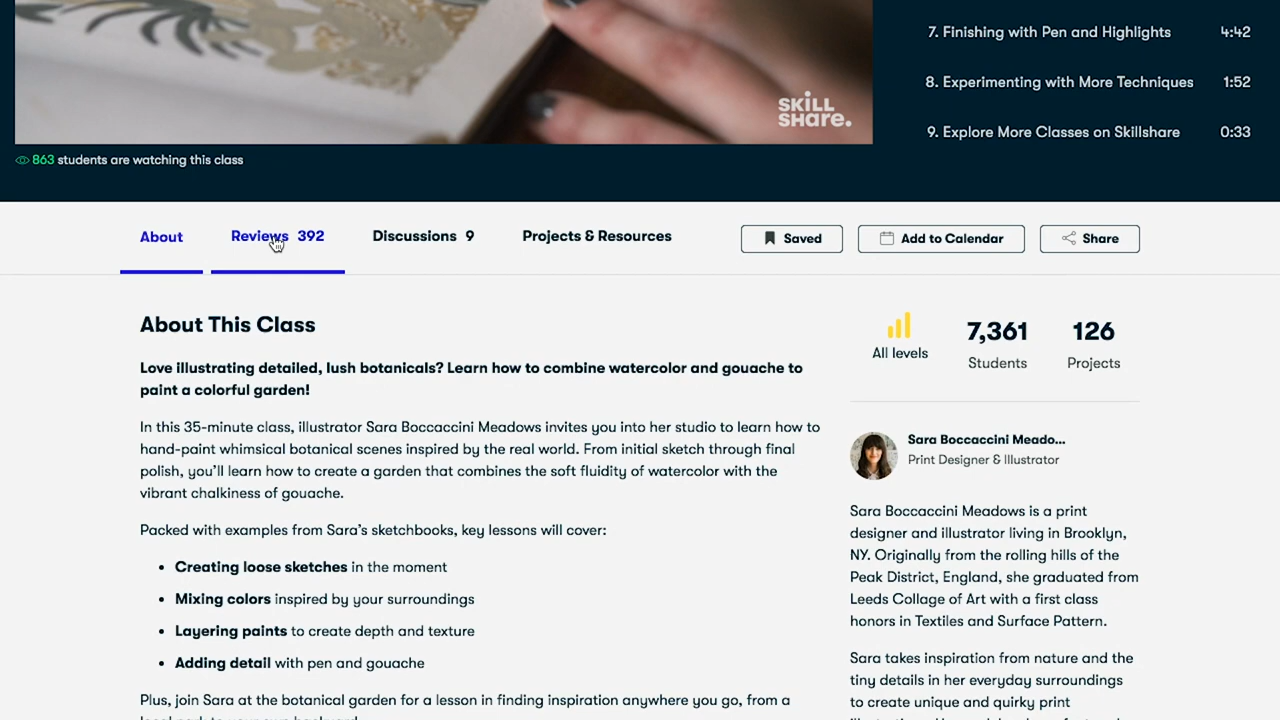 7. Finishing with Pen and Highlights 4:42
8. Experimenting with More Techniques 1:52
9. Explore More Classes on Skillshare 0:33
SKILL
SHARE.
863 students are watching this class
About Reviews 392 Discussions 9 Projects & Resources Saved Add to Calendar Share
About This Class
Love illustrating detailed, lush botanicals? Learn how to combine watercolor and gouache to
paint a colorful garden!
In this 35-minute class, illustrator Sara Boccaccini Meadows invites you into her studio to learn how to
hand-paint whimsical botanical scenes inspired by the real world. From initial sketch through final
polish, you'll learn how to create a garden that combines the soft fluidity of watercolor with the
vibrant chalkiness of gouache.
Packed with examples from Sara's sketchbooks, key lessons will cover:
• Creating loose sketches in the moment
• Mixing colors inspired by your surroundings
• Layering paints to create depth and texture
• Adding detail with pen and gouache
Plus, join Sara at the botanical garden for a lesson in finding inspiration anywhere you go, from a
7,361 126
All levels Students Projects
Sara Boccaccini Meado...
Print Designer & Illustrator
Sara Boccaccini Meadows is a print
designer and illustrator living in Brooklyn,
NY. Originally from the rolling hills of the
Peak District, England, she graduated from
Leeds Collage of Art with a first class
honors in Textiles and Surface Pattern.
Sara takes inspiration from nature and the
tiny details in her everyday surroundings
to create unique and quirky print